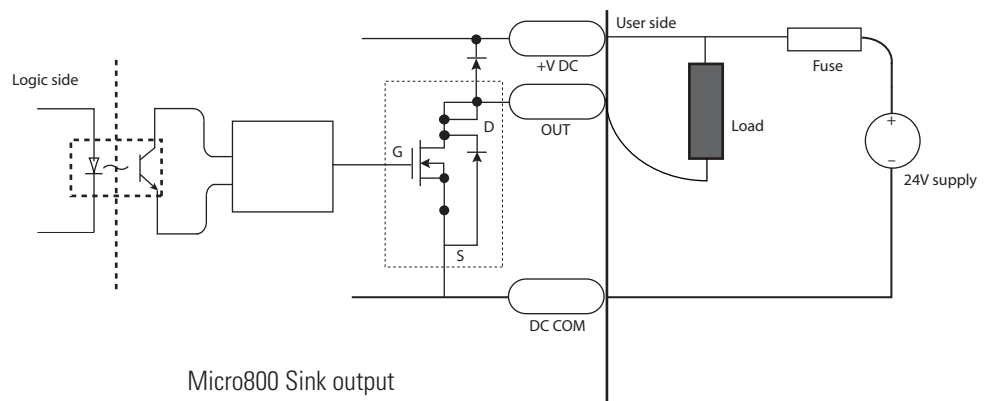 User side
+V DC
Fuse
Logic side
D
OUT
Load
G
+
−
24V supply
S
DC COM
Micro800 Sink output